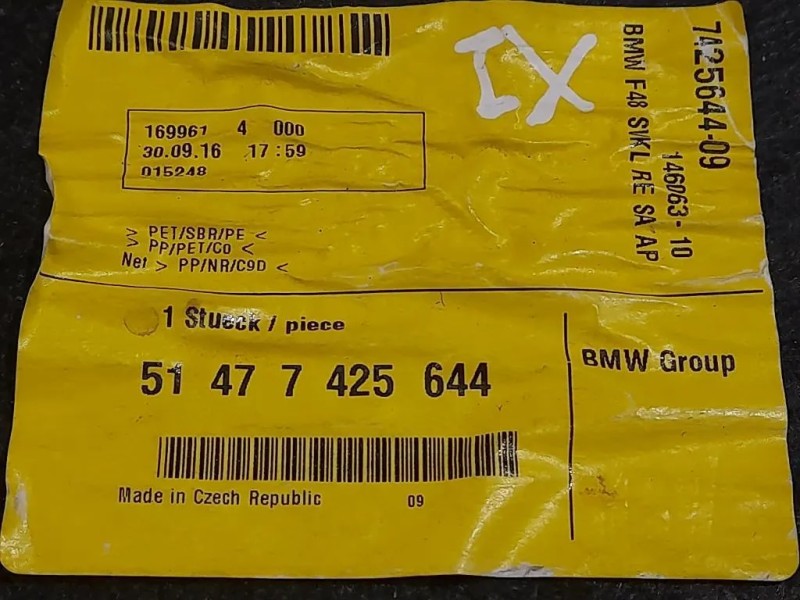 IX
169961 4 000
30.09.16 17:59
015248
> PET/SBR/PE <
> PP/PET/CO <
Net > PP/NR/C9D <
7425644-09
146063-10
BMW F48 SVKL RE SA AP
1 Stueck / piece
51 47 7 425 644
BMW Group
Made in Czech Republic 09